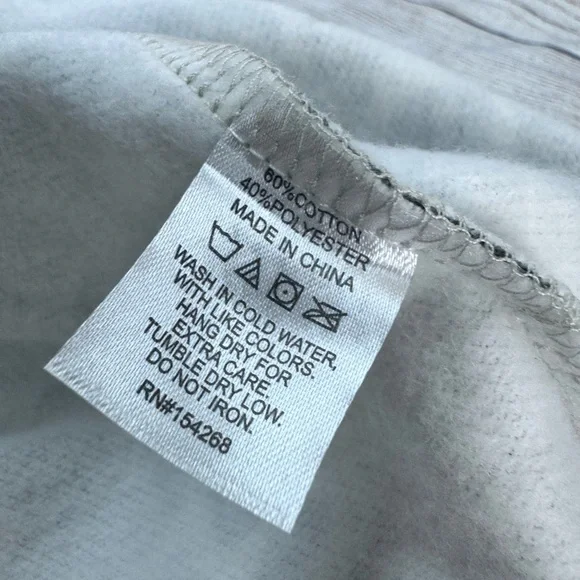 60%COTTON
40%POLYESTER
MADE IN CHINA
WASH IN COLD WATER,
WITH LIKE COLORS.
HANG DRY FOR
EXTRA CARE.
TUMBLE DRY LOW.
DO NOT IRON.
RN#154268